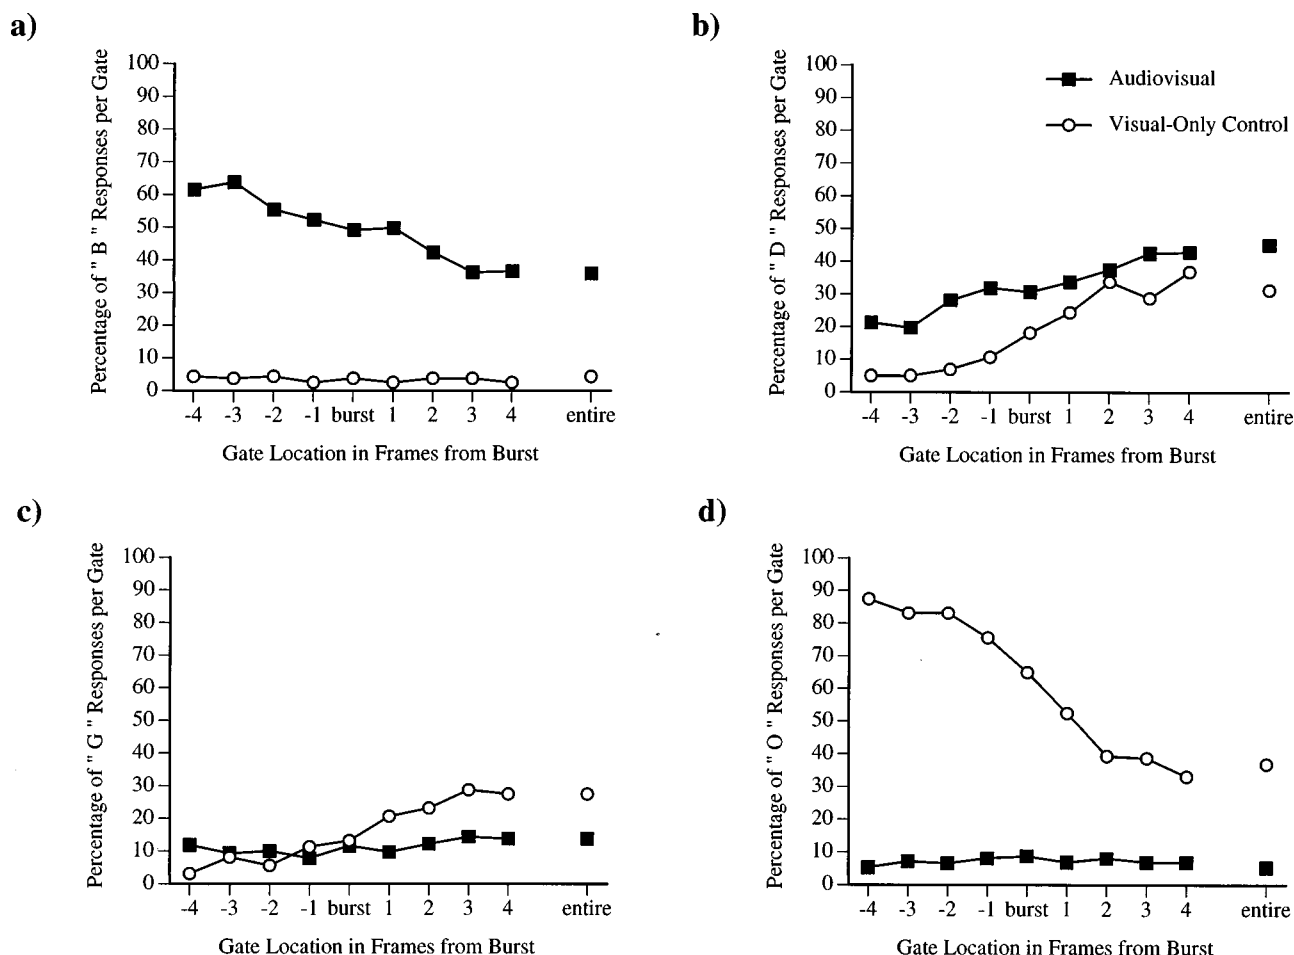 a)
Percentage of " B " Responses per Gate
100
90
80
70
60
50
40
30
20
10
0
-4 -3 -2 -1 burst 1 2 3 4 entire
Gate Location in Frames from Burst
b)
Percentage of " D " Responses per Gate
100
90
80
70
60
50
40
30
20
10
0
Audiovisual
Visual-Only Control
-4 -3 -2 -1 burst 1 2 3 4 entire
Gate Location in Frames from Burst
c)
Percentage of " G " Responses per Gate
100
90
80
70
60
50
40
30
20
10
0
-4 -3 -2 -1 burst 1 2 3 4 entire
Gate Location in Frames from Burst
d)
Percentage of " O " Responses per Gate
100
90
80
70
60
50
40
30
20
10
0
-4 -3 -2 -1 burst 1 2 3 4 entire
Gate Location in Frames from Burst